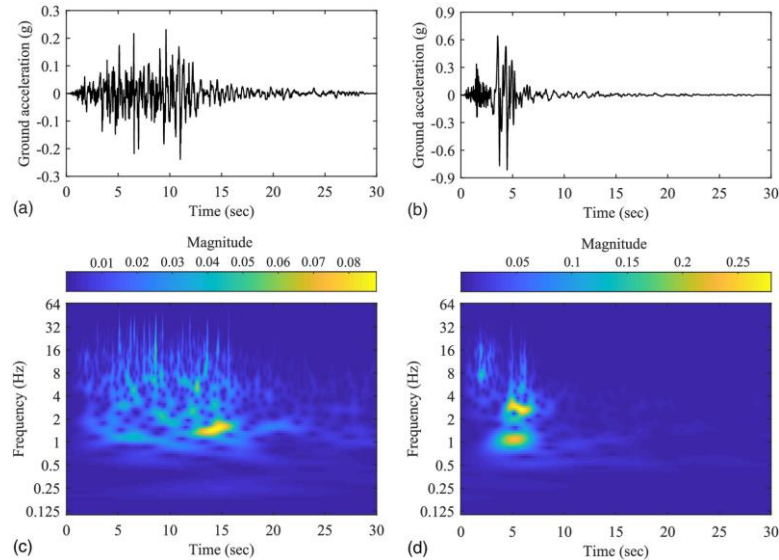 Ground acceleration (g)
0.3
0.2
0.1
0
-0.1
-0.2
-0.3
0 5 10 15 20 25 30
(a) Time (sec)
Ground acceleration (g)
0.9
0.6
0.3
0
-0.3
-0.6
-0.9
0 5 10 15 20 25 30
(b) Time (sec)
Magnitude
0.01 0.02 0.03 0.04 0.05 0.06 0.07 0.08
Frequency (Hz)
64
32
16
8
4
2
1
0.5
0.25
0.125
0 5 10 15 20 25 30
(c) Time (sec)
Magnitude
0.05 0.1 0.15 0.2 0.25
Frequency (Hz)
64
32
16
8
4
2
1
0.5
0.25
0.125
0 5 10 15 20 25 30
(d) Time (sec)